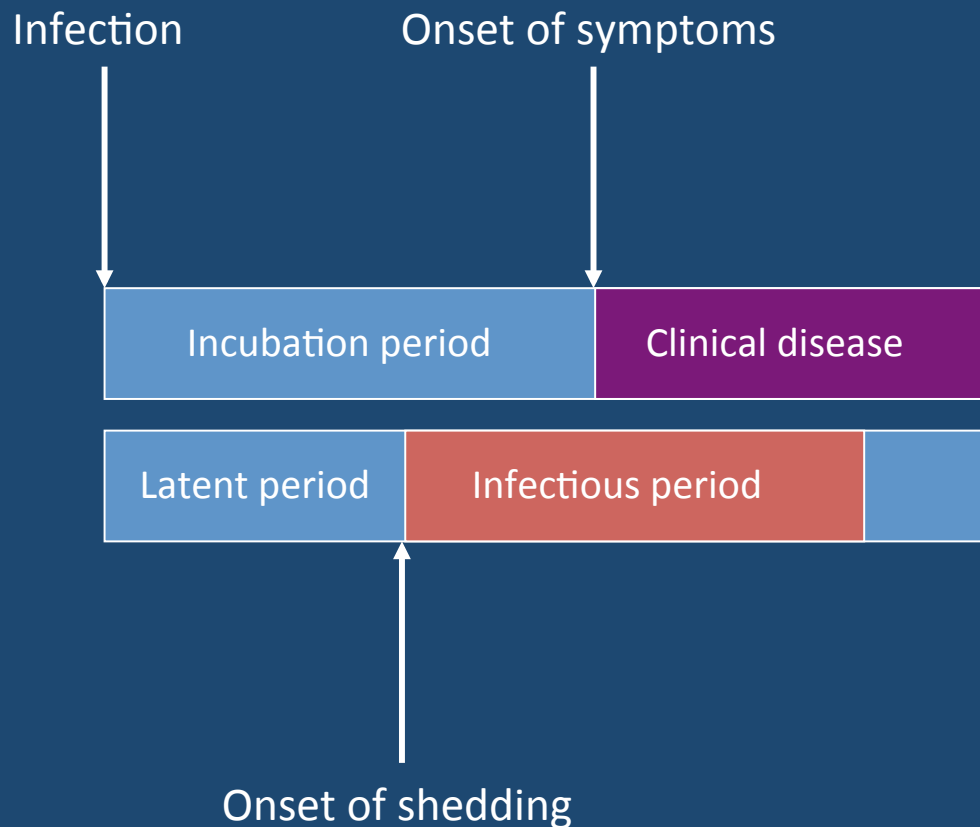 Infection
Onset of symptoms
Incubation period
Clinical disease
Latent period
Infectious period
Onset of shedding